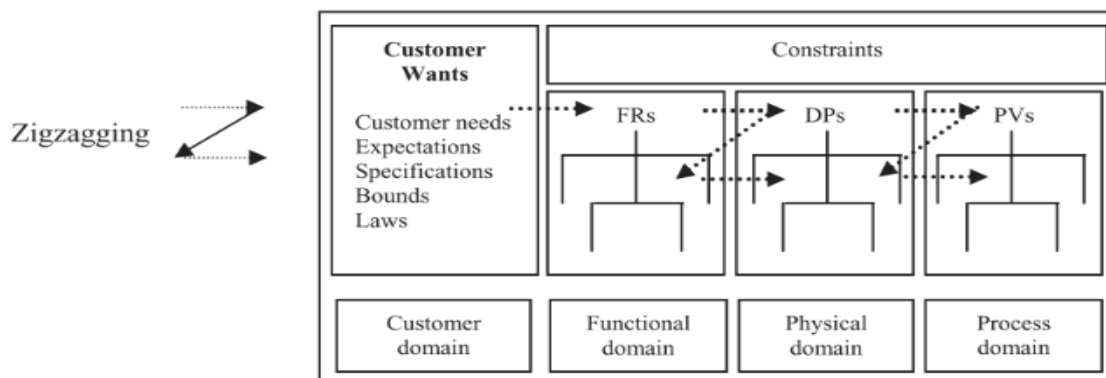 Zigzagging
Customer
Wants
Customer needs
Expectations
Specifications
Bounds
Laws
Constraints
FRs
DPs
PVs
Customer
domain
Functional
domain
Physical
domain
Process
domain